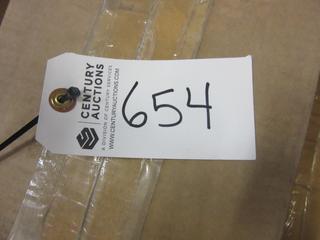 CENTURY
AUCTIONS
A DIVISION OF CENTURY SERVICES
WWW.CENTURYAUCTIONS.COM
654